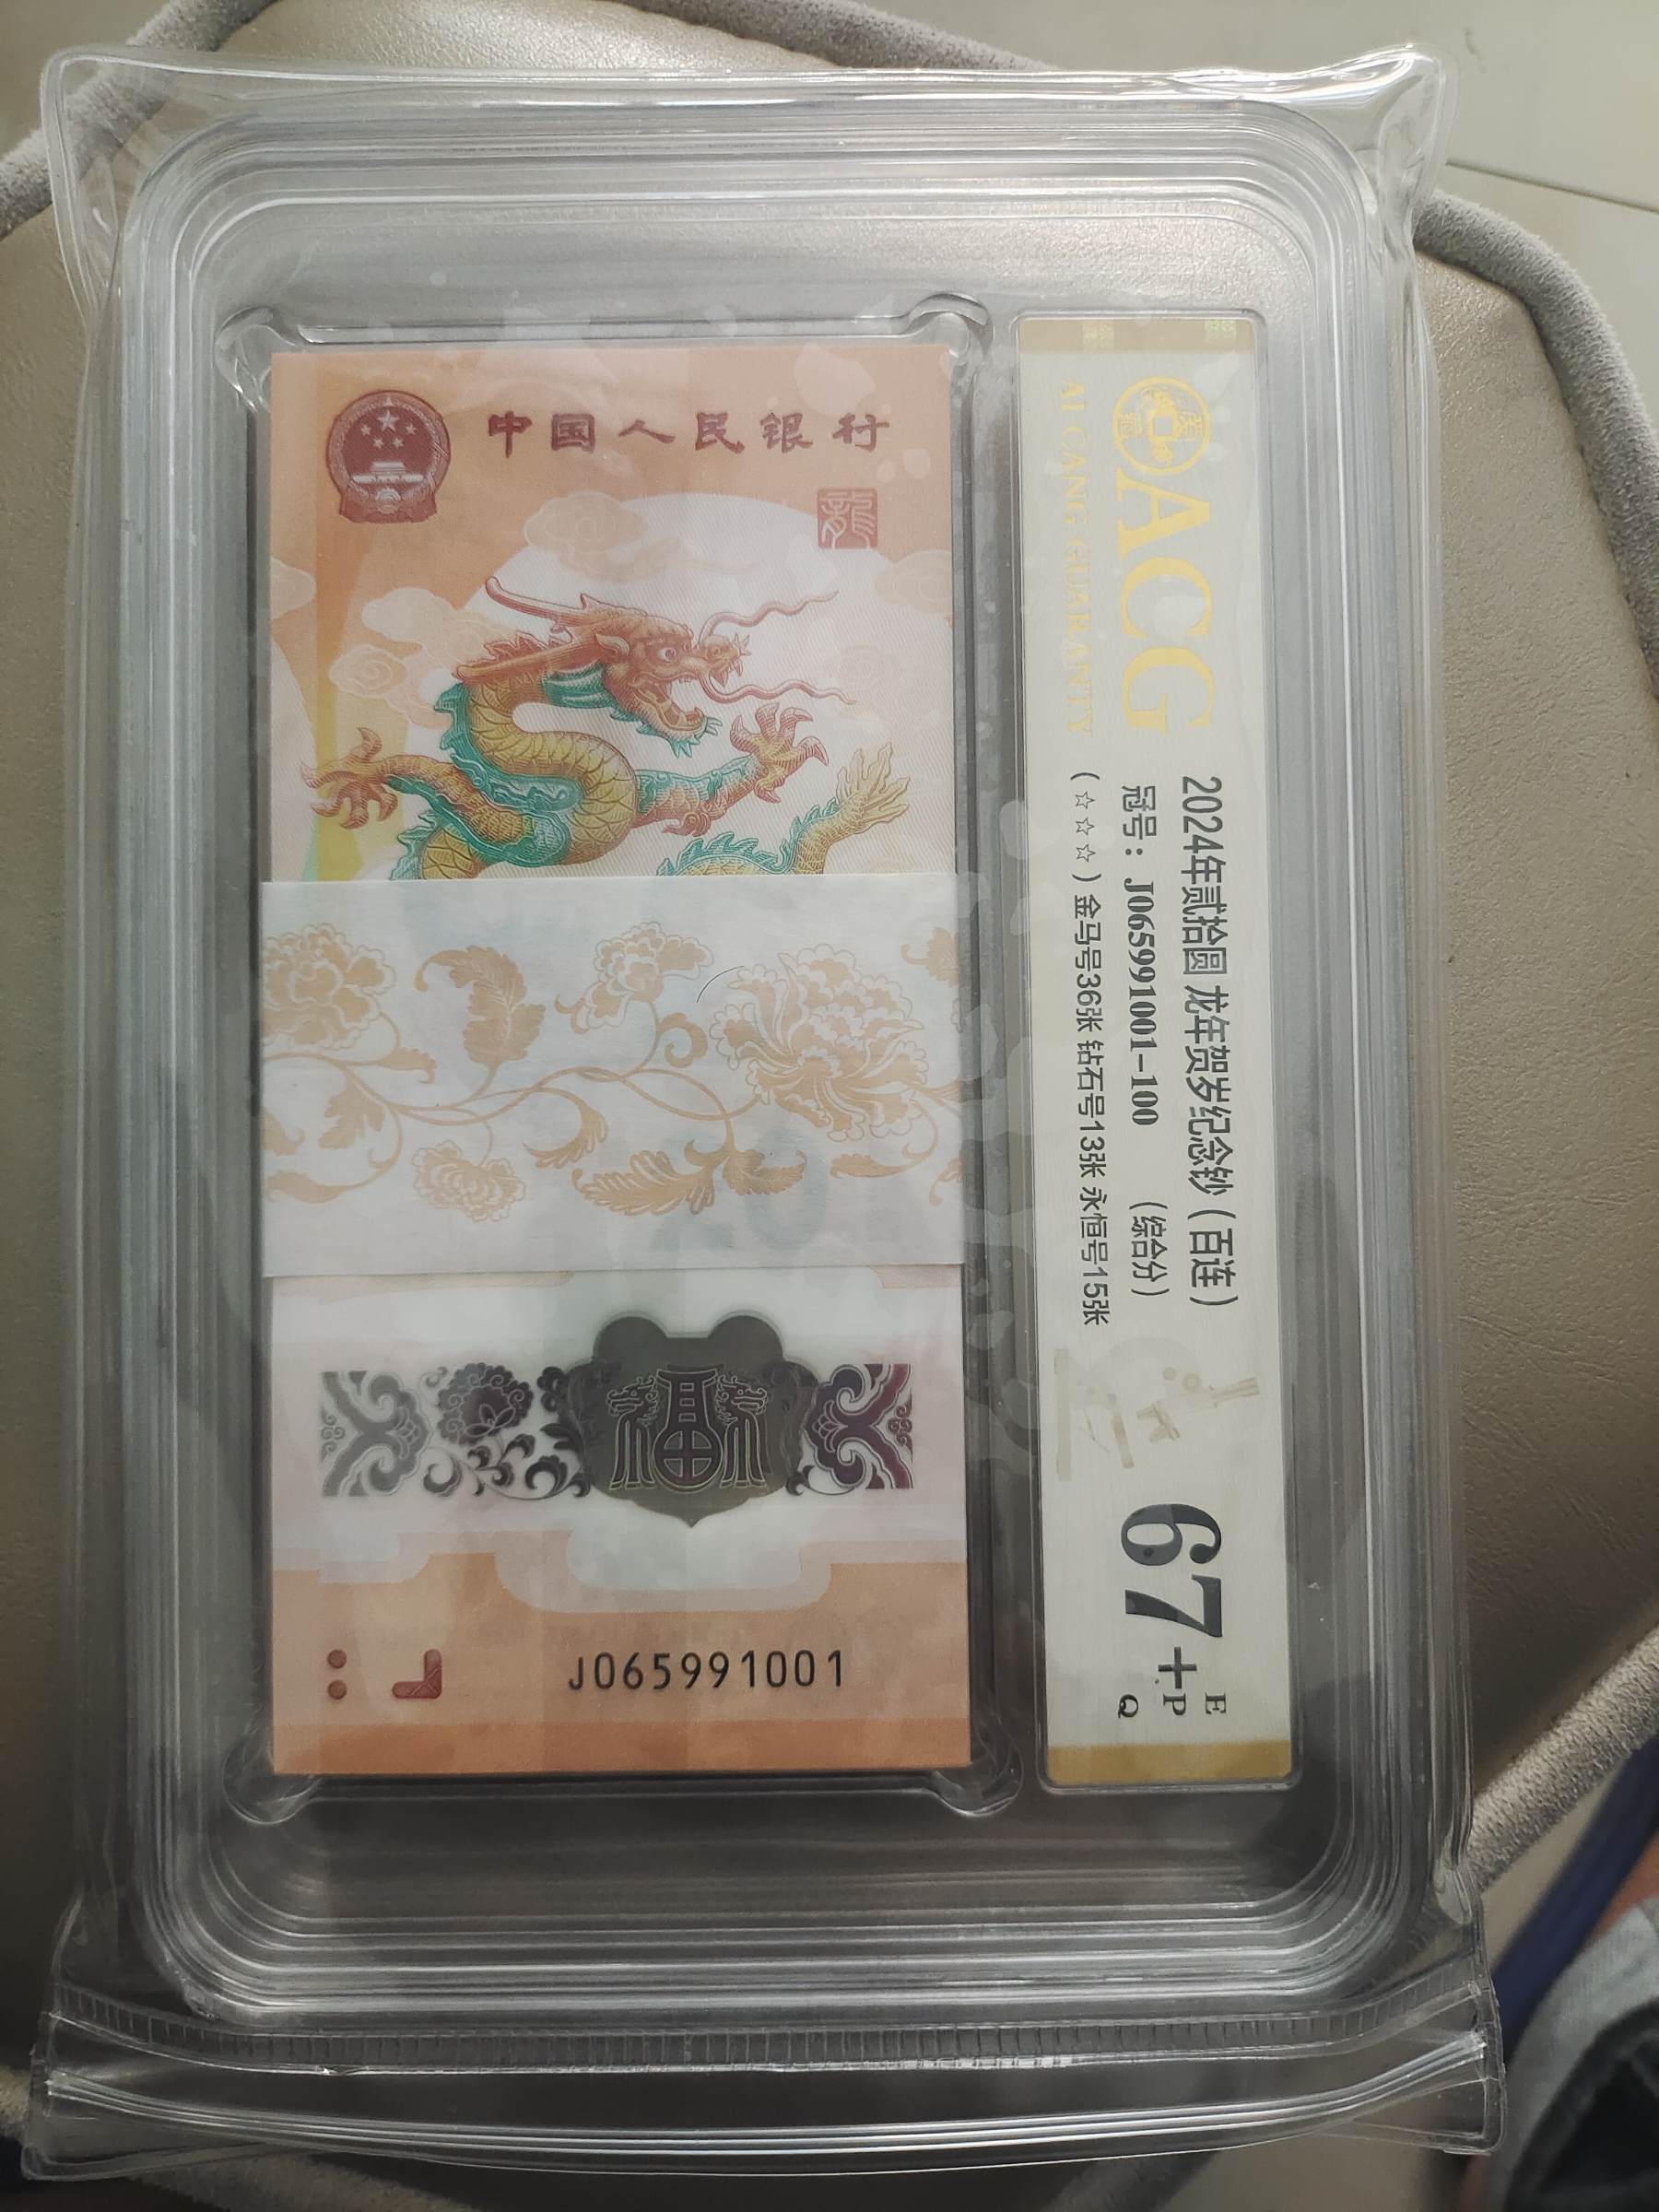 中国人民银行
龍
福
J065991001
ACG
AI CANG GUARANTY
2024年贰拾圆 龙年贺岁纪念钞（百连）
冠号：J065991001-100 （综合分）
（☆☆☆）金马号36张 钻石号13张 永恒号15张
67+
E
P
Q